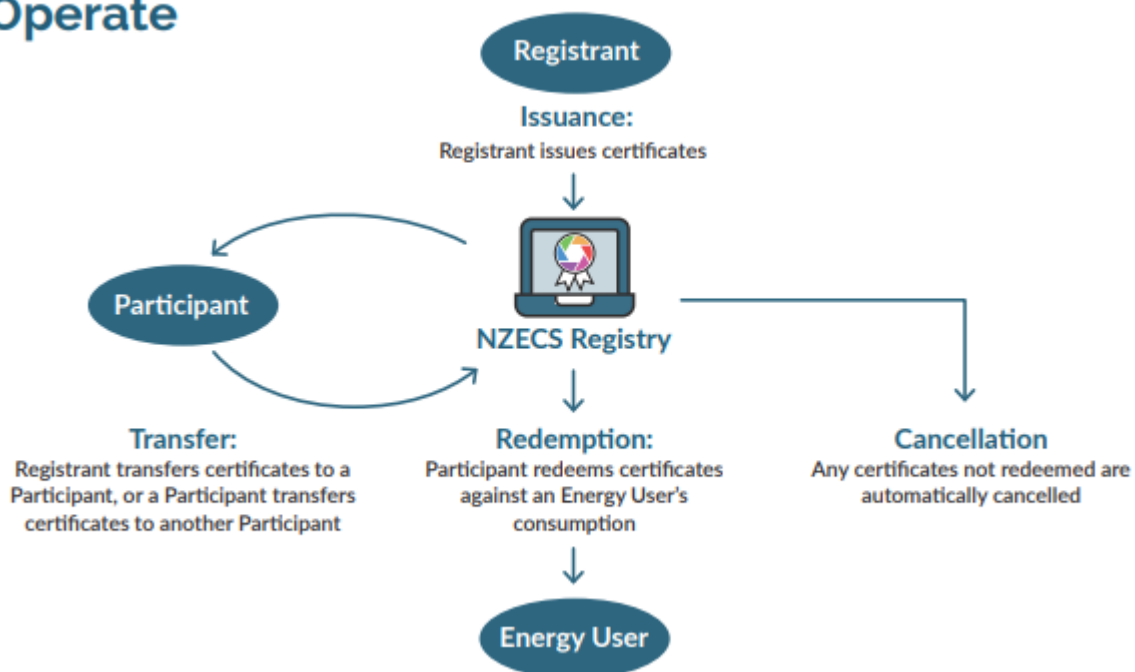 Operate
Registrant
Issuance:
Registrant issues certificates
Participant
NZECS Registry
Transfer:
Registrant transfers certificates to a
Participant, or a Participant transfers
certificates to another Participant
Redemption:
Participant redeems certificates
against an Energy User's
consumption
Cancellation
Any certificates not redeemed are
automatically cancelled
Energy User